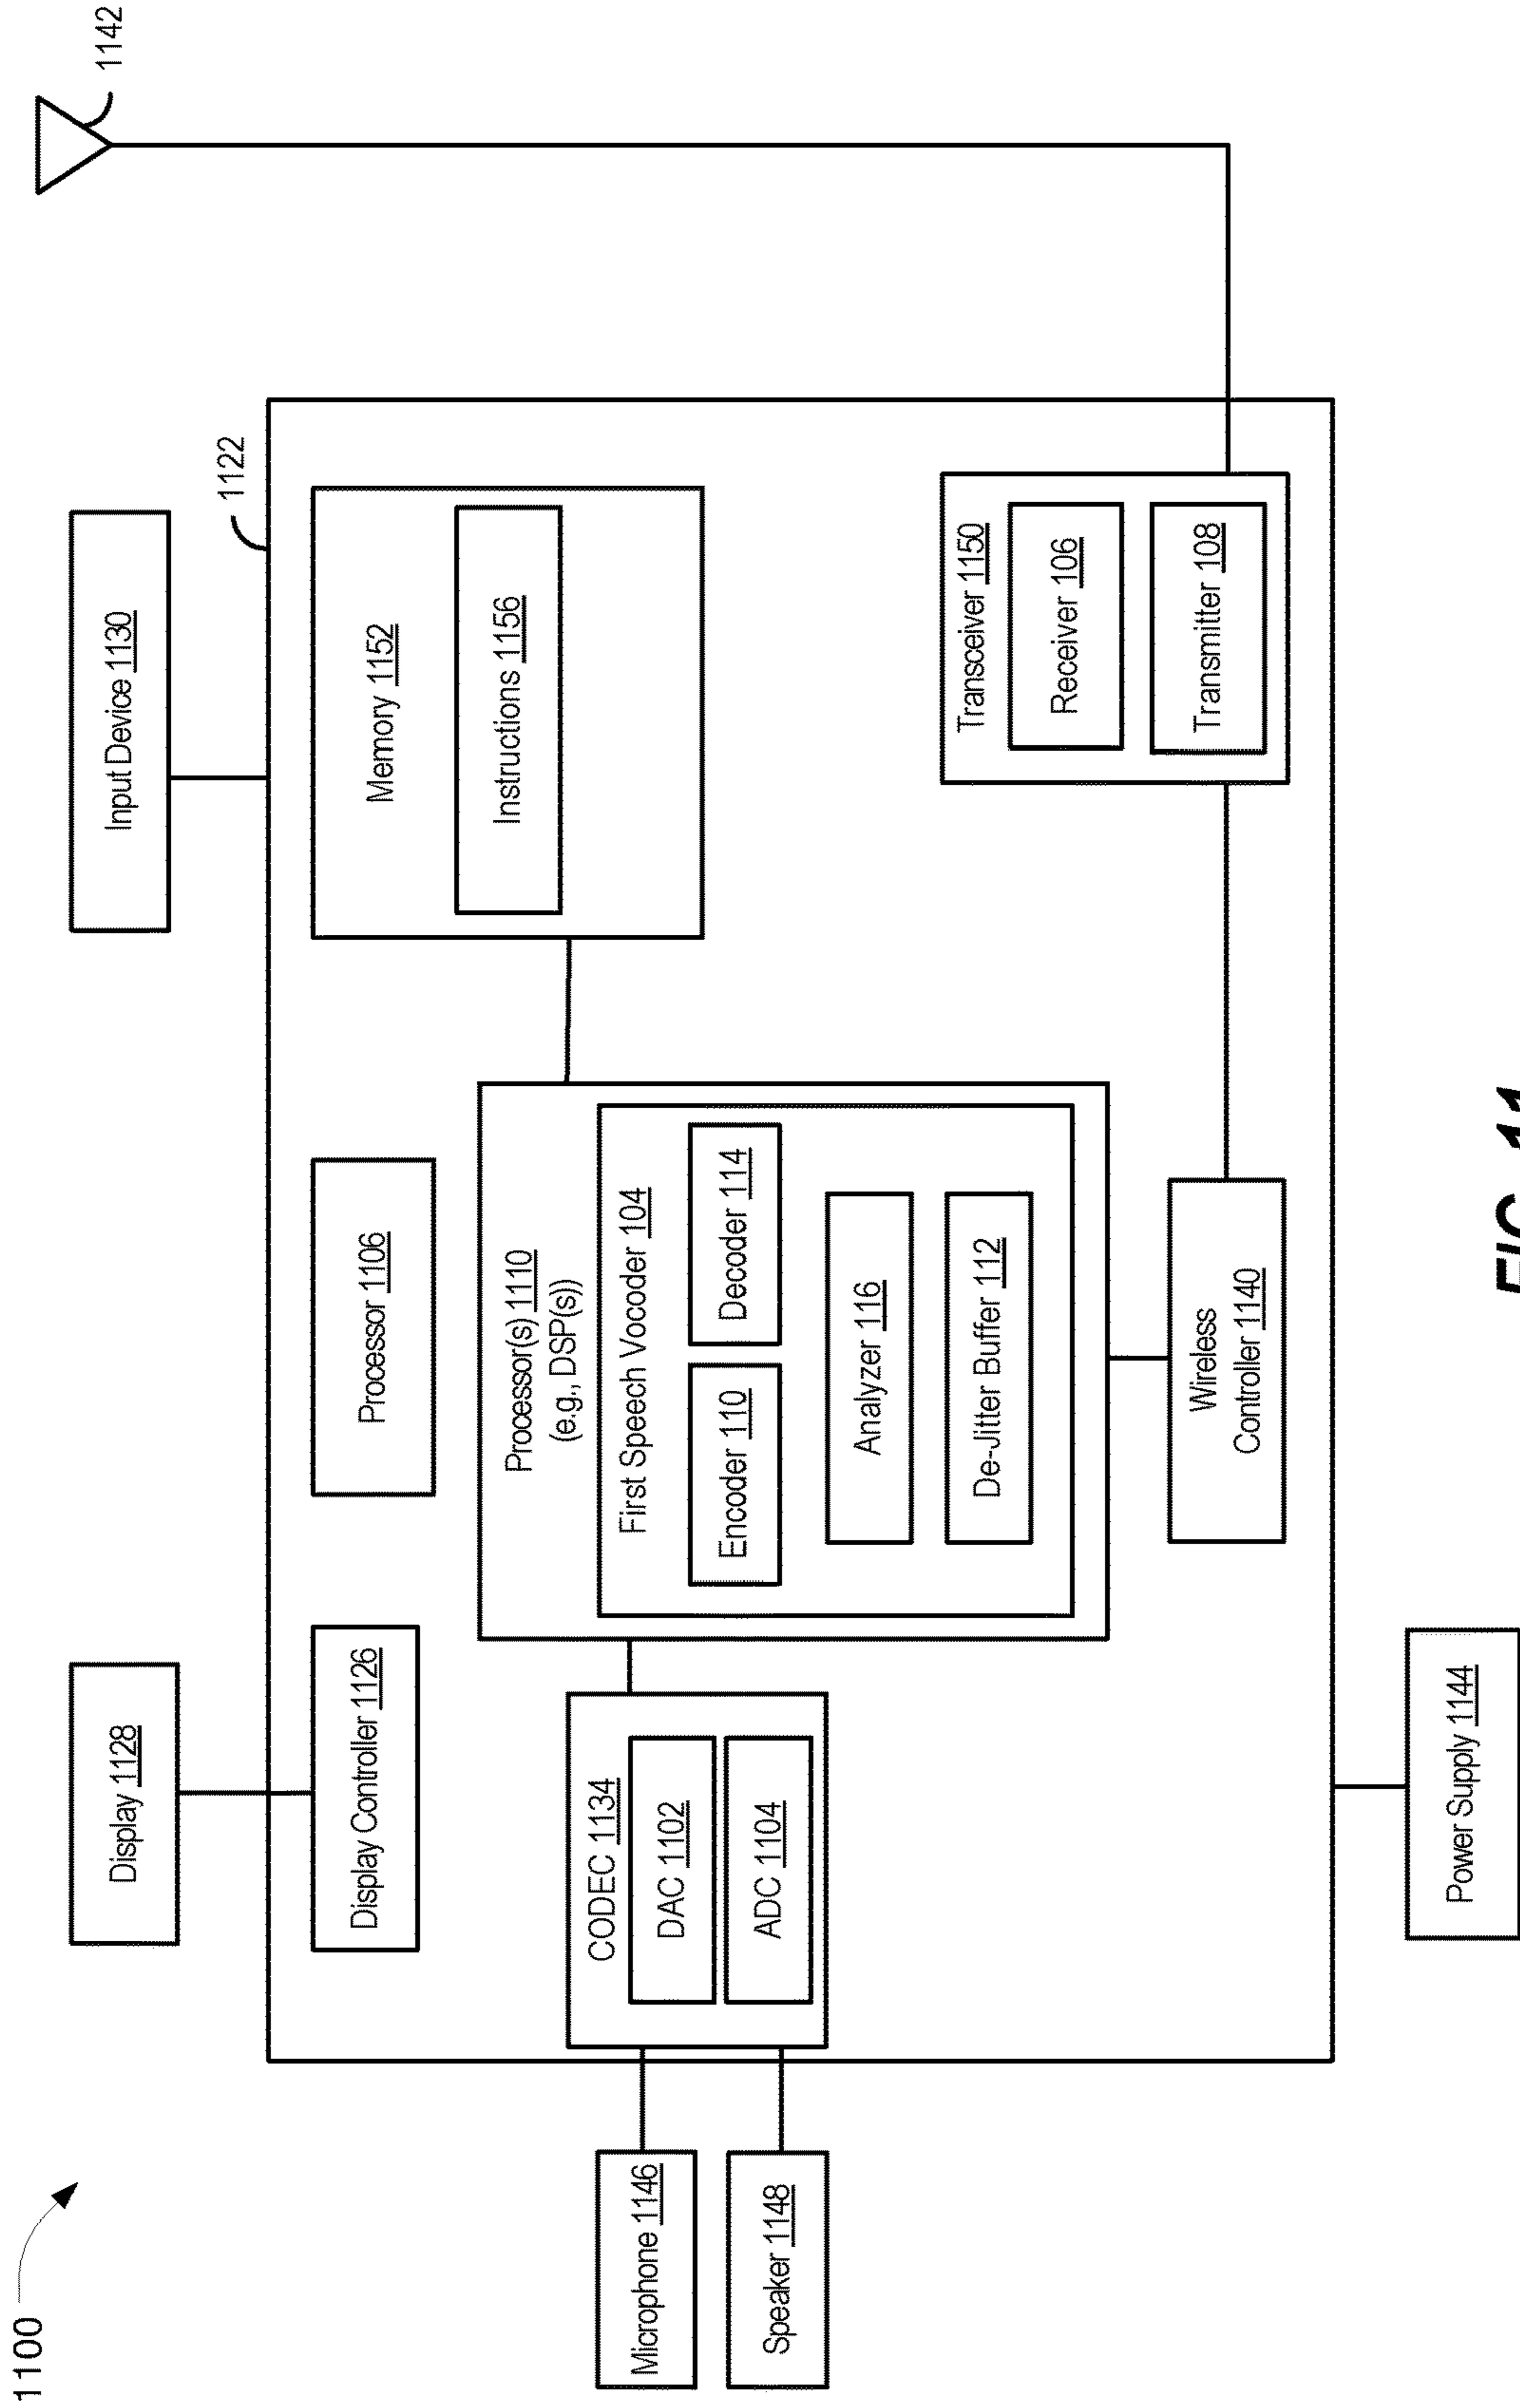 1100
1142
Display 1128
Input Device 1130
1122
Display Controller 1126
Processor 1106
Memory 1152
Instructions 1156
Processor(s) 1110
(e.g., DSP(s))
First Speech Vocoder 104
Encoder 110
Decoder 114
Analyzer 116
De-Jitter Buffer 112
CODEC 1134
DAC 1102
ADC 1104
Microphone 1146
Speaker 1148
Transceiver 1150
Receiver 106
Transmitter 108
Wireless
Controller 1140
Power Supply 1144
FIG. 11